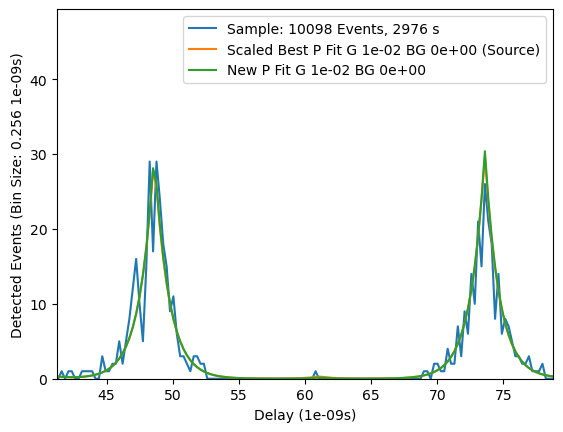 Sample: 10098 Events, 2976 s
Scaled Best P Fit G 1e-02 BG 0e+00 (Source)
New P Fit G 1e-02 BG 0e+00
Detected Events (Bin Size: 0.256 1e-09s)
40
30
20
10
0
45 50 55 60 65 70 75
Delay (1e-09s)